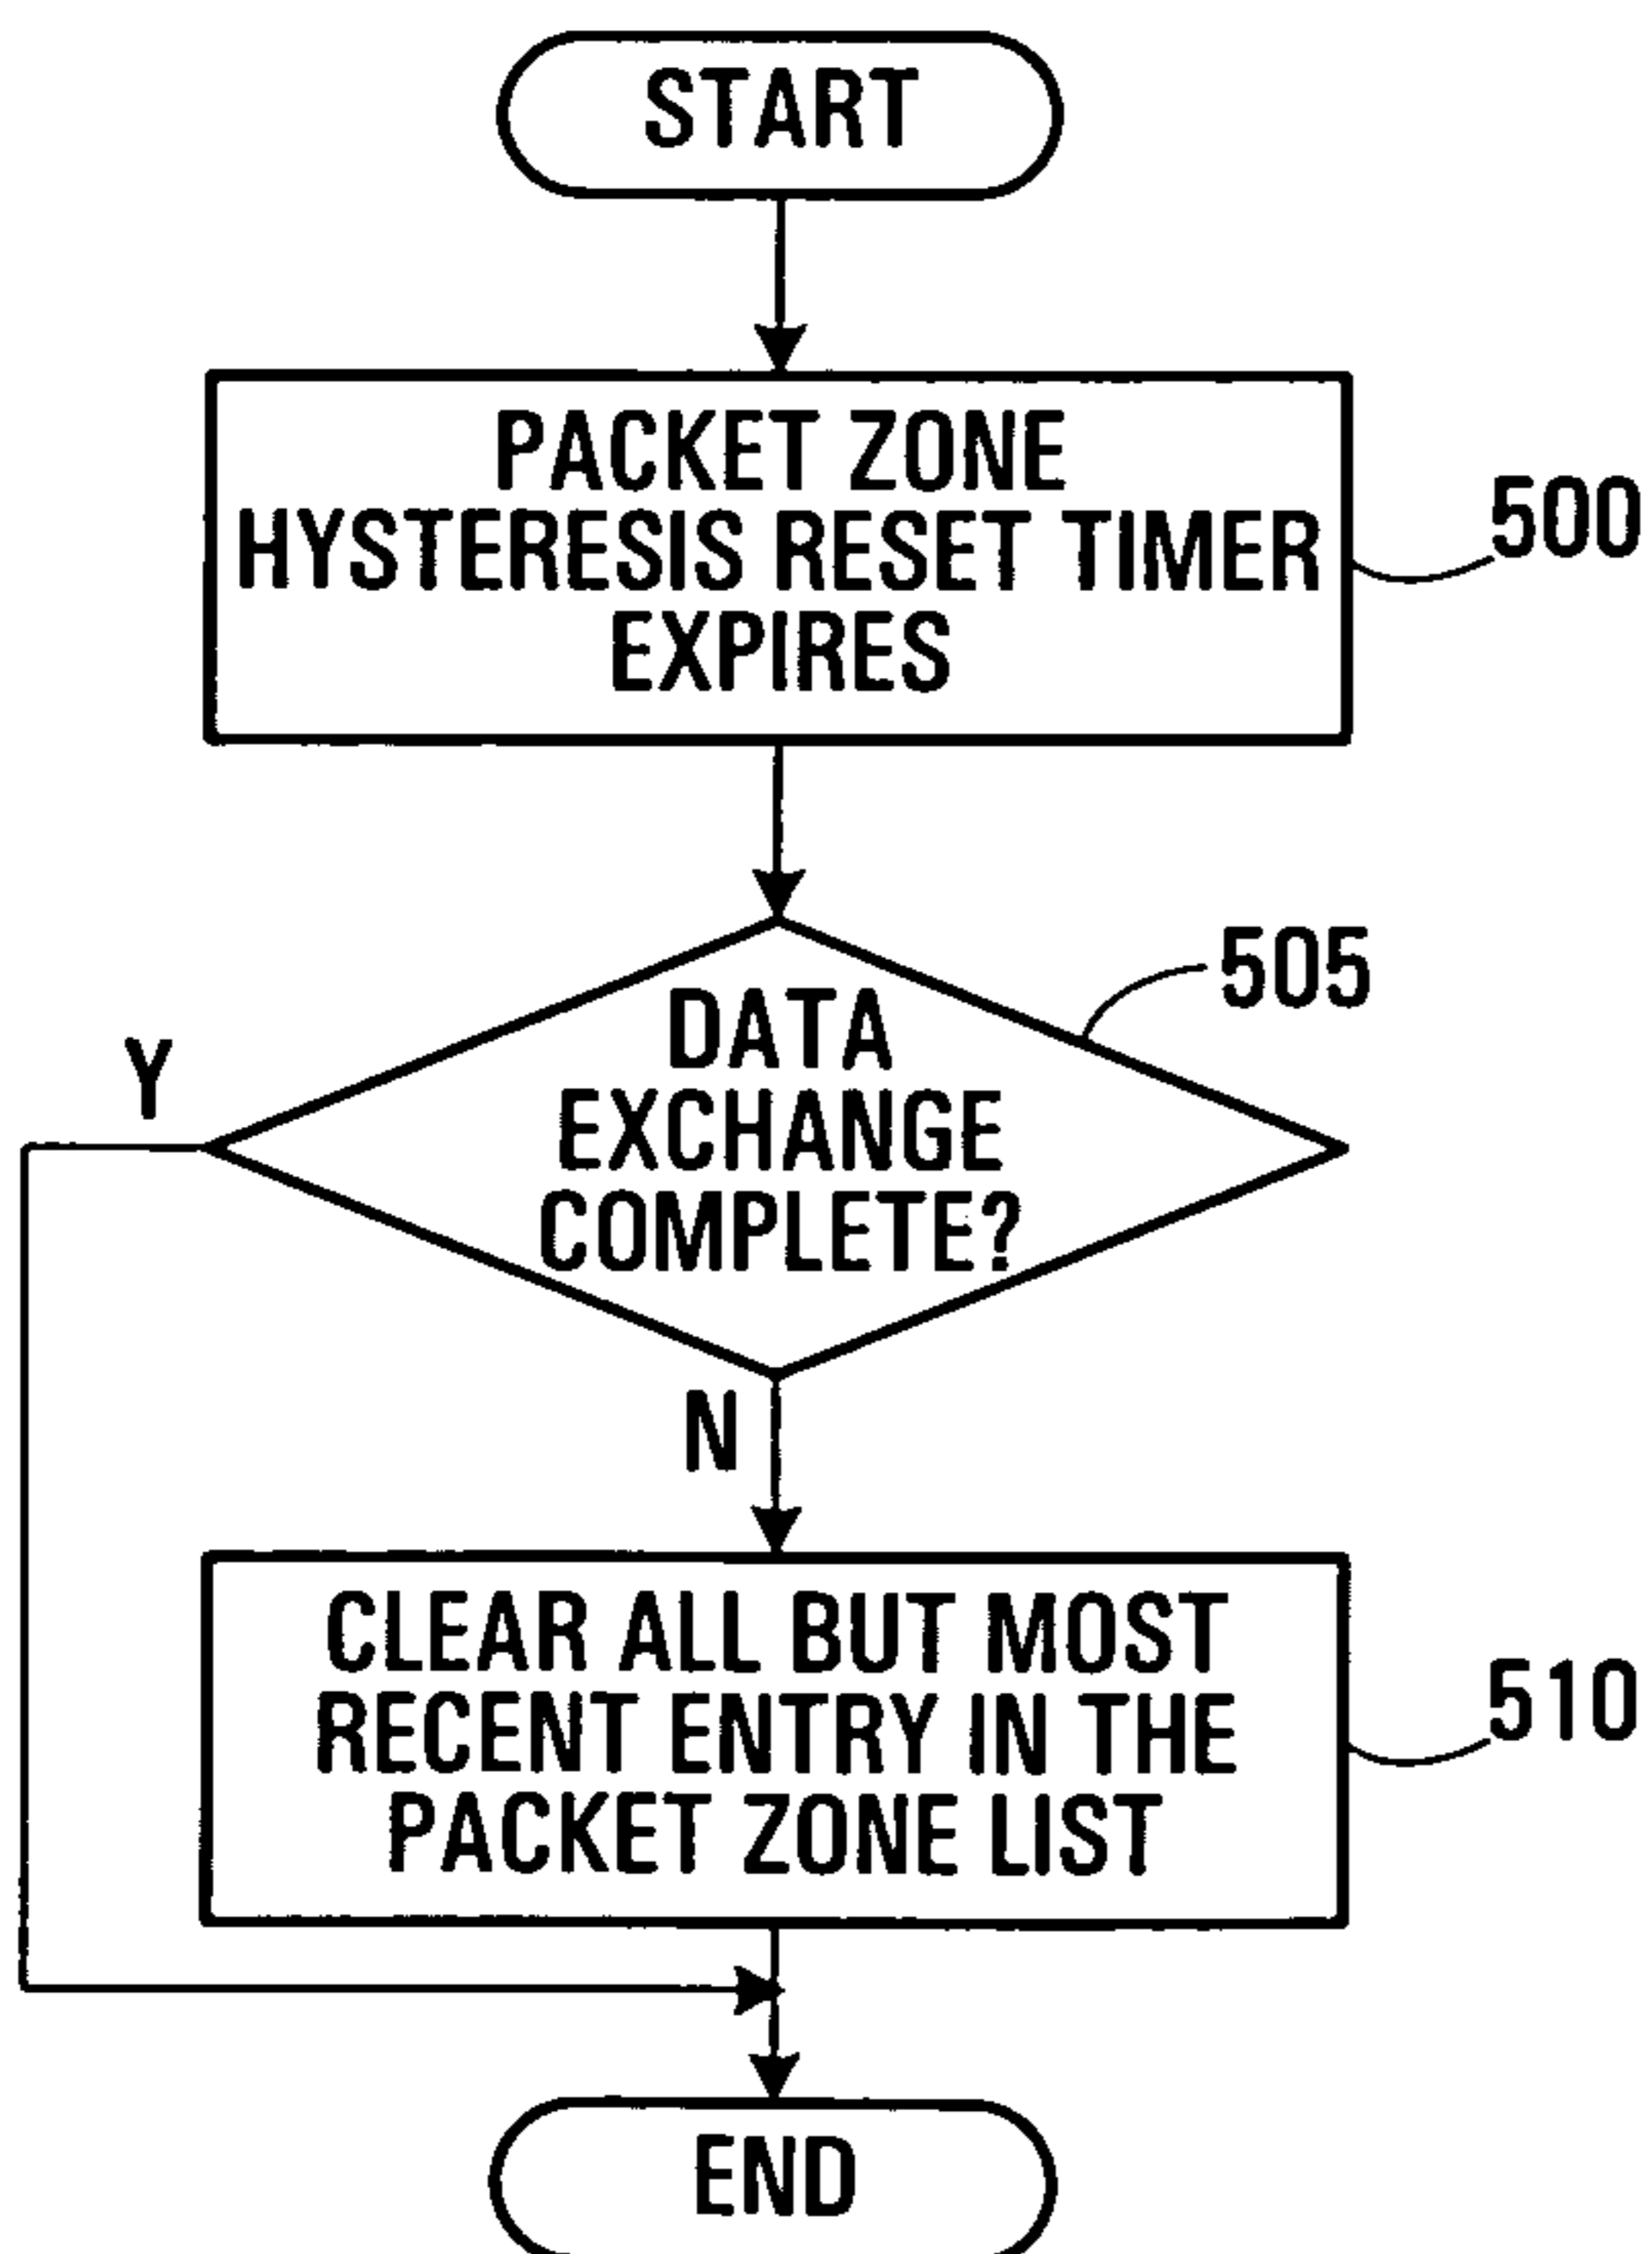 START
PACKET ZONE
HYSTERESIS RESET TIMER
EXPIRES
500
DATA
EXCHANGE
COMPLETE?
505
Y
N
CLEAR ALL BUT MOST
RECENT ENTRY IN THE
PACKET ZONE LIST
510
END